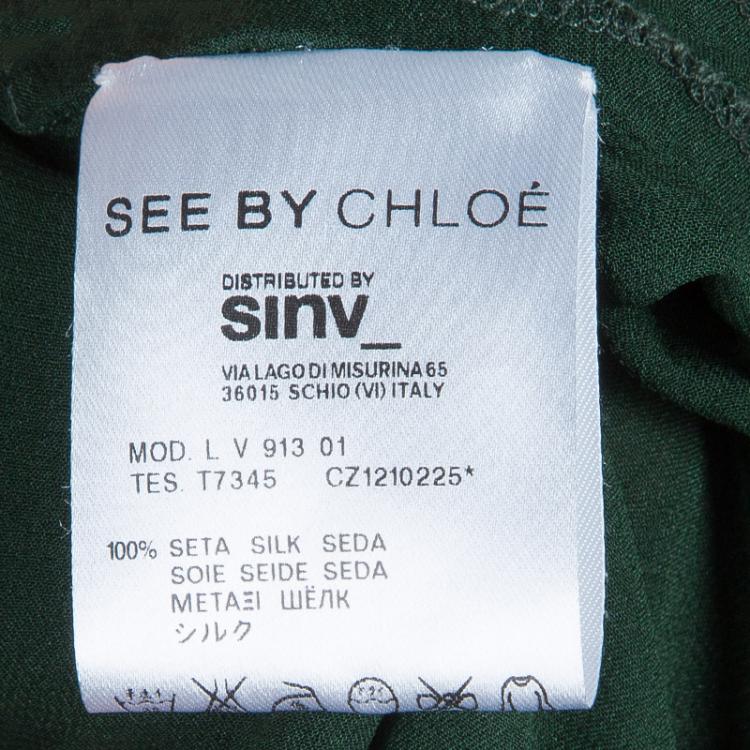 SEE BY CHLOÉ
DISTRIBUTED BY
sinv_
VIA LAGO DI MISURINA 65
36015 SCHIO (VI) ITALY
MOD. L V 913 01
TES. T7345 CZ1210225*
100% SETA SILK SEDA
SOIE SEIDE SEDA
ΜΕΤΑΞΙ ШЁЛК
シルク